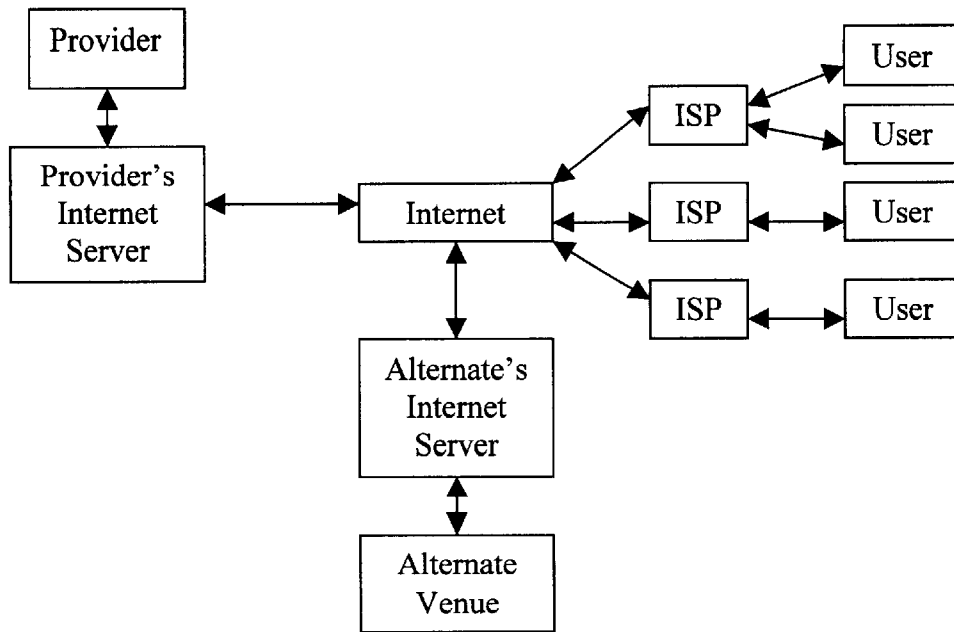 Provider
Provider's
Internet
Server
Internet
Alternate's
Internet
Server
Alternate
Venue
ISP
ISP
ISP
User
User
User
User